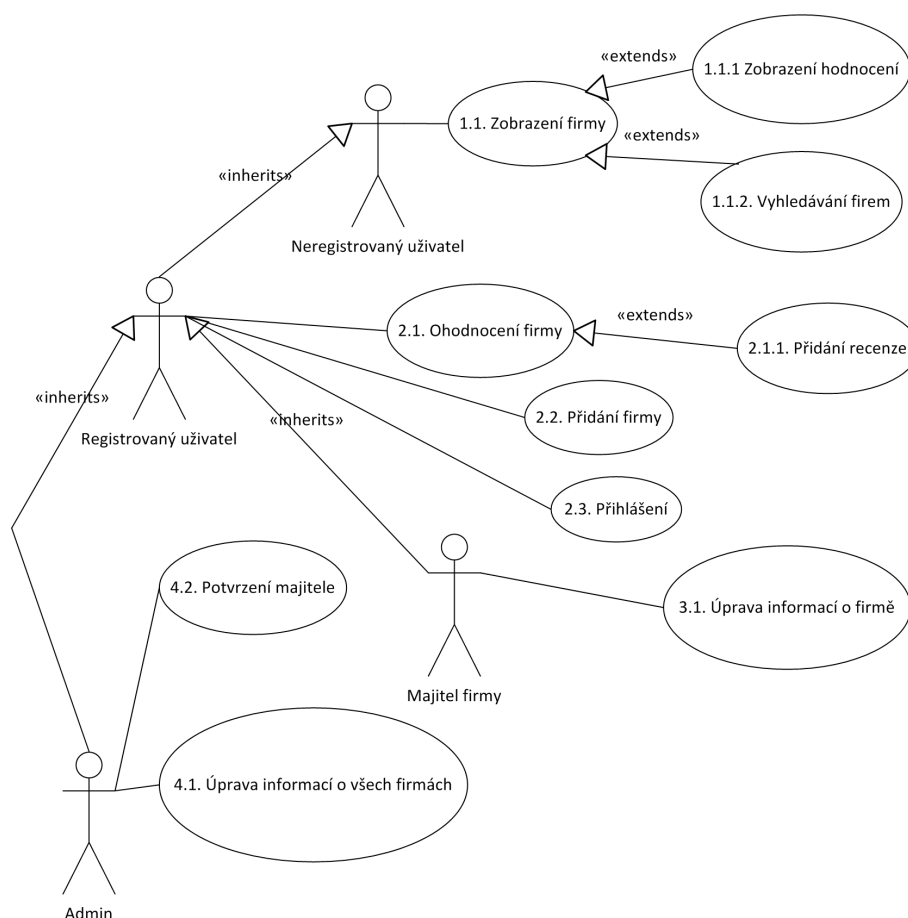 «extends»
1.1.1 Zobrazení hodnocení
1.1. Zobrazení firmy
«extends»
«inherits»
1.1.2. Vyhledávání firem
Neregistrovaný uživatel
«extends»
2.1. Ohodnocení firmy
2.1.1. Přidání recenze
«inherits»
2.2. Přidání firmy
«inherits»
Registrovaný uživatel
2.3. Přihlášení
4.2. Potvrzení majitele
3.1. Úprava informací o firmě
Majitel firmy
4.1. Úprava informací o všech firmách
Admin